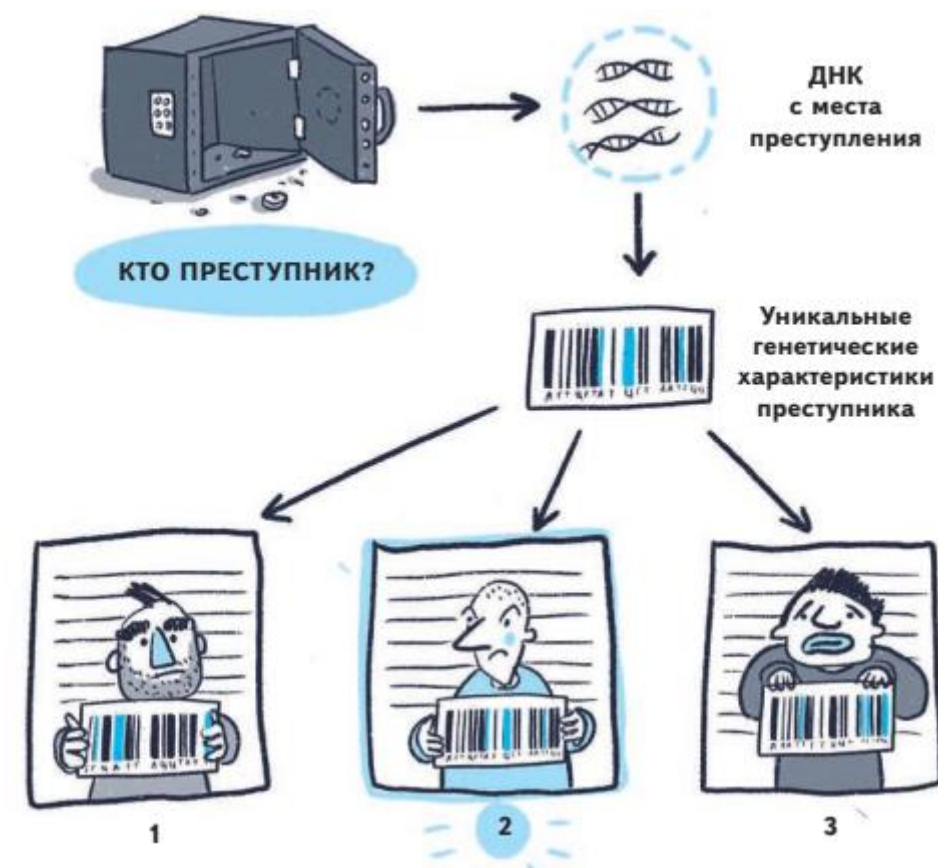 ДНК
с места
преступления
КТО ПРЕСТУПНИК?
Уникальные
генетические
характеристики
преступника
1
2
3